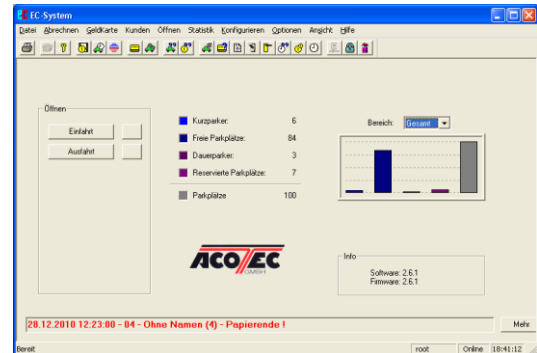 EC-System
Datei Abrechnen GeldKarte Kunden Öffnen Statistik Konfigurieren Optionen Ansicht Hilfe
Öffnen
Einfahrt
Ausfahrt
Kurzparker: 6
Freie Parkplätze: 84
Dauerparker: 3
Reservierte Parkplätze: 7
Parkplätze 100
Bereich: Gesamt
ACOTEC
GMBH
Info
Software: 2.6.1
Firmware: 2.6.1
28.12.2010 12:23:00 - 04 - Ohne Namen (4) - Papierende !
Mehr
Bereit root Online 18:41:12